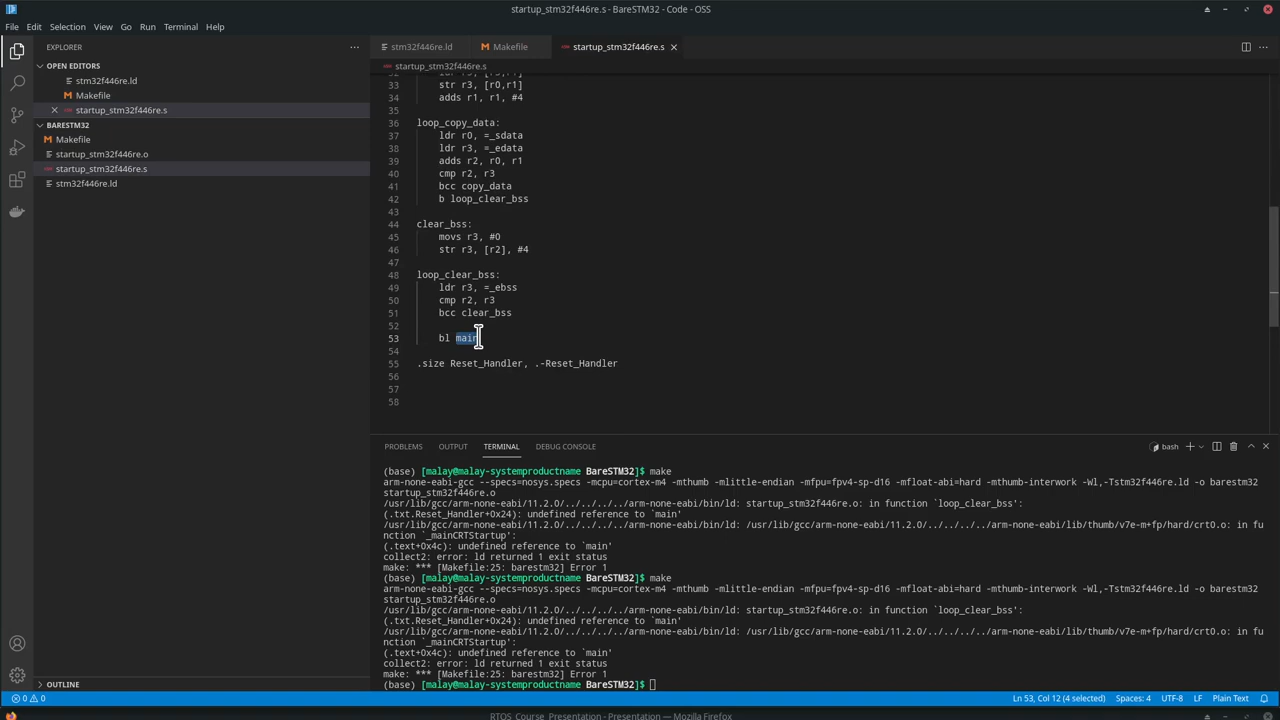 startup_stm32f446re.s - BareSTM32 - Code - OSS
File Edit Selection View Go Run Terminal Help
EXPLORER
OPEN EDITORS
stm32f446re.ld
Makefile
startup_stm32f446re.s
BARESTM32
Makefile
startup_stm32f446re.o
startup_stm32f446re.s
stm32f446re.ld
OUTLINE
stm32f446re.ld Makefile startup_stm32f446re.s
startup_stm32f446re.s
33 str r3, [r0,r1]
34 adds r1, r1, #4
35
36 loop_copy_data:
37 ldr r0, =_sdata
38 ldr r3, =_edata
39 adds r2, r0, r1
40 cmp r2, r3
41 bcc copy_data
42 b loop_clear_bss
43
44 clear_bss:
45 movs r3, #0
46 str r3, [r2], #4
47
48 loop_clear_bss:
49 ldr r3, =_ebss
50 cmp r2, r3
51 bcc clear_bss
52
53 bl main
54
55 .size Reset_Handler, .-Reset_Handler
56
57
58
PROBLEMS OUTPUT TERMINAL DEBUG CONSOLE
bash
(base) [malay@malay-systemproductname BareSTM32]$ make
arm-none-eabi-gcc --specs=nosys.specs -mcpu=cortex-m4 -mthumb -mlittle-endian -mfpu=fpv4-sp-d16 -mfloat-abi=hard -mthumb-interwork -Wl,-Tstm32f446re.ld -o barestm32
startup_stm32f446re.o
/usr/lib/gcc/arm-none-eabi/11.2.0/../../../../arm-none-eabi/bin/ld: startup_stm32f446re.o: in function `loop_clear_bss':
(.txt.Reset_Handler+0x24): undefined reference to `main'
/usr/lib/gcc/arm-none-eabi/11.2.0/../../../../arm-none-eabi/bin/ld: /usr/lib/gcc/arm-none-eabi/11.2.0/../../../../arm-none-eabi/lib/thumb/v7e-m+fp/hard/crt0.o: in fu
nction `_mainCRTStartup':
(.text+0x4c): undefined reference to `main'
collect2: error: ld returned 1 exit status
make: *** [Makefile:25: barestm32] Error 1
(base) [malay@malay-systemproductname BareSTM32]$ make
arm-none-eabi-gcc --specs=nosys.specs -mcpu=cortex-m4 -mthumb -mlittle-endian -mfpu=fpv4-sp-d16 -mfloat-abi=hard -mthumb-interwork -Wl,-Tstm32f446re.ld -o barestm32
startup_stm32f446re.o
/usr/lib/gcc/arm-none-eabi/11.2.0/../../../../arm-none-eabi/bin/ld: startup_stm32f446re.o: in function `loop_clear_bss':
(.txt.Reset_Handler+0x24): undefined reference to `main'
/usr/lib/gcc/arm-none-eabi/11.2.0/../../../../arm-none-eabi/bin/ld: /usr/lib/gcc/arm-none-eabi/11.2.0/../../../../arm-none-eabi/lib/thumb/v7e-m+fp/hard/crt0.o: in fu
nction `_mainCRTStartup':
(.text+0x4c): undefined reference to `main'
collect2: error: ld returned 1 exit status
make: *** [Makefile:25: barestm32] Error 1
(base) [malay@malay-systemproductname BareSTM32]$
0 0 Ln 53, Col 12 (4 selected) Spaces: 4 UTF-8 LF Plain Text
RTOS_Course_Presentation - Presentation — Mozilla Firefox